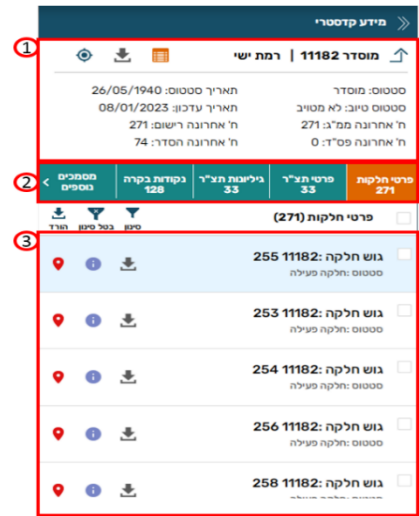 מידע קדסטרי
1
מוסדר 11182 | רמת ישי
סטטוס: מוסדר
תאריך סטטוס: 26/05/1940
סטטוס טיוב: לא מטויב
תאריך עדכון: 08/01/2023
ח' אחרונה ממ"ג: 271
ח' אחרונה רישום: 271
ח' אחרונה פס"ד: 0
ח' אחרונה הסדר: 74
2
פרטי חלקות
271
פרטי תצ"ר
33
גיליונות תצ"ר
33
נקודות בקרה
128
מסמכים
נוספים
פרטי חלקות (271)
סינון
בטל סינון
הורד
3
גוש חלקה :11182 255
סטטוס :חלקה פעילה
גוש חלקה :11182 253
סטטוס :חלקה פעילה
גוש חלקה :11182 254
סטטוס :חלקה פעילה
גוש חלקה :11182 256
סטטוס :חלקה פעילה
גוש חלקה :11182 258